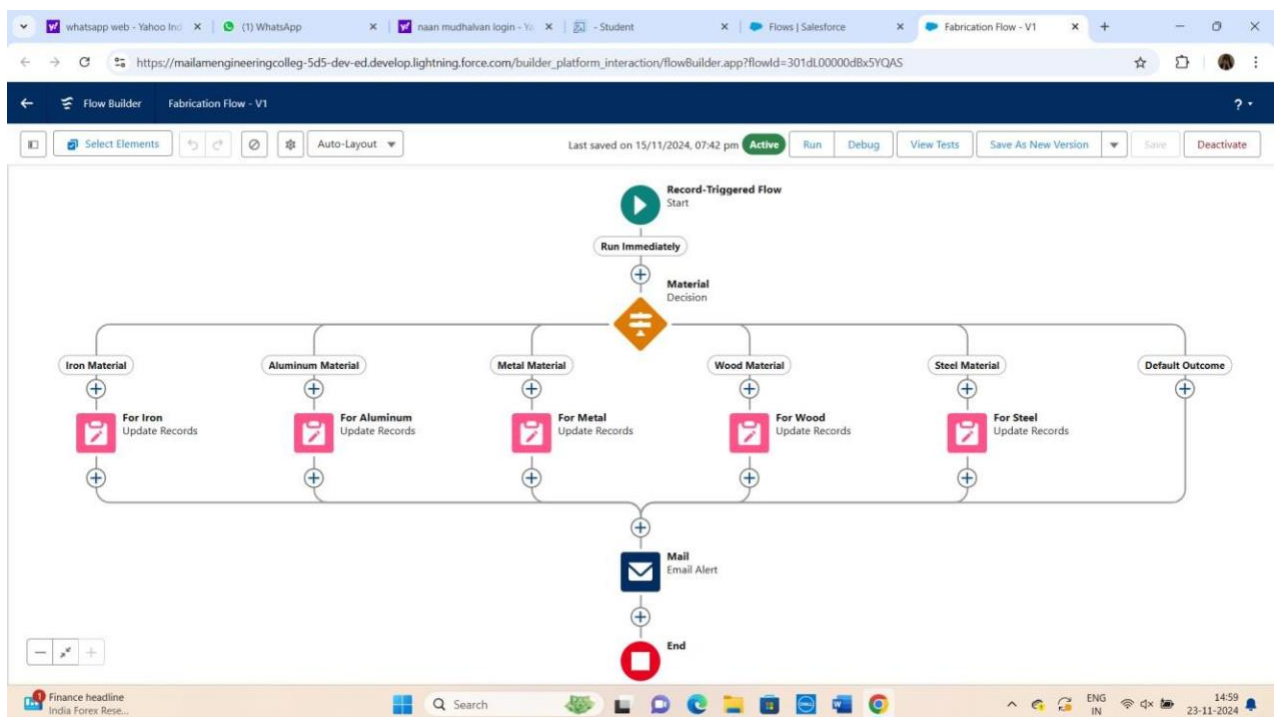 whatsapp web - Yahoo Ind
(1) WhatsApp
naan mudhalvan login - Ya
- Student
Flows | Salesforce
Fabrication Flow - V1
https://mailamengineeringcolleg-5d5-dev-ed.develop.lightning.force.com/builder_platform_interaction/flowBuilder.app?flowId=301dL00000dBx5YQAS
Flow Builder
Fabrication Flow - V1
?
Select Elements
Auto-Layout
Last saved on 15/11/2024, 07:42 pm
Active
Run
Debug
View Tests
Save As New Version
Save
Deactivate
Record-Triggered Flow
Start
Run Immediately
Material
Decision
Iron Material
Aluminum Material
Metal Material
Wood Material
Steel Material
Default Outcome
For Iron
Update Records
For Aluminum
Update Records
For Metal
Update Records
For Wood
Update Records
For Steel
Update Records
Mail
Email Alert
End
1
Finance headline
India Forex Rese...
Search
ENG
IN
14:59
23-11-2024